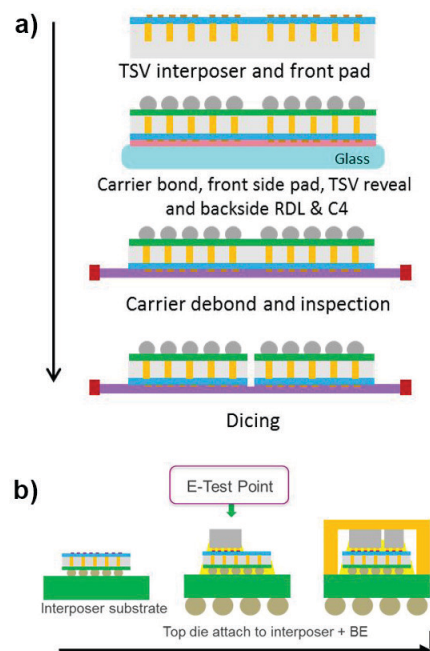 a)
TSV interposer and front pad
Glass
Carrier bond, front side pad, TSV reveal
and backside RDL & C4
Carrier debond and inspection
Dicing
b)
E-Test Point
Interposer substrate
Top die attach to interposer + BE